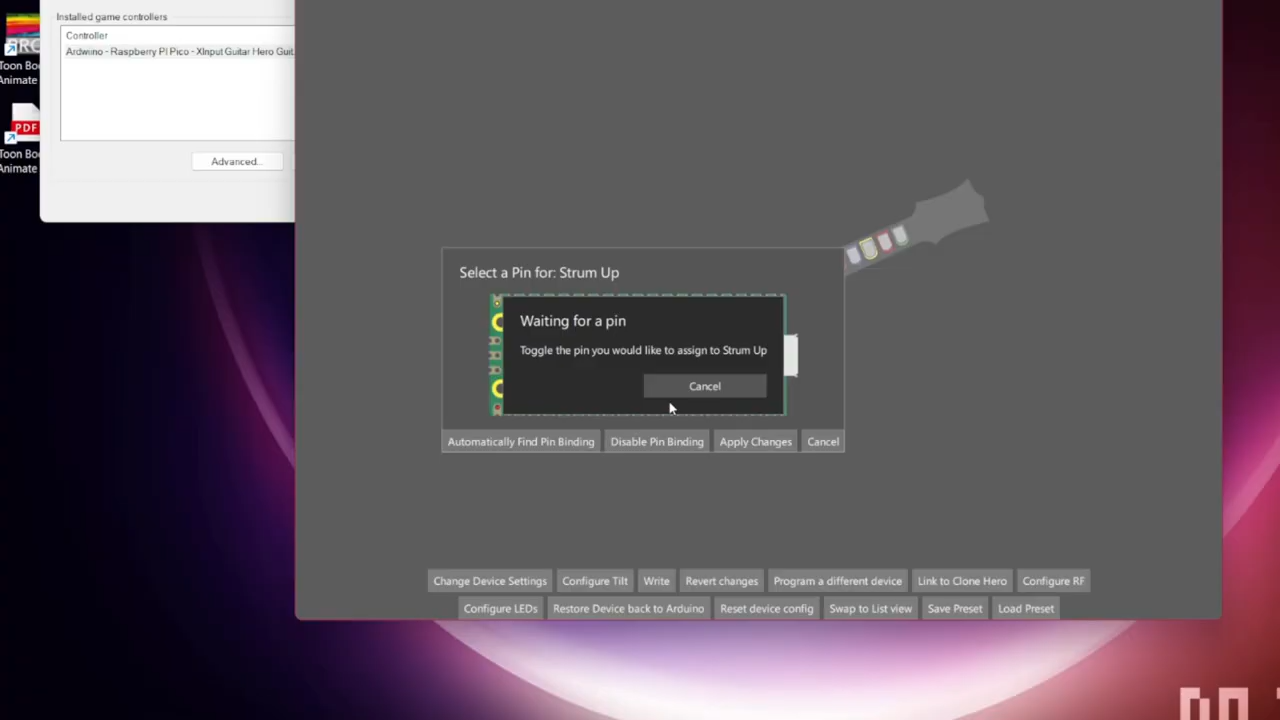 Installed game controllers
Controller
Ardwiino - Raspberry PI Pico - XInput Guitar Hero Guit...
Toon Bo
Animate
PDF
Toon Bo
Animate
Advanced...
Select a Pin for: Strum Up
Waiting for a pin
Toggle the pin you would like to assign to Strum Up
Cancel
Automatically Find Pin Binding
Disable Pin Binding
Apply Changes
Cancel
Change Device Settings
Configure Tilt
Write
Revert changes
Program a different device
Link to Clone Hero
Configure RF
Configure LEDs
Restore Device back to Arduino
Reset device config
Swap to List view
Save Preset
Load Preset